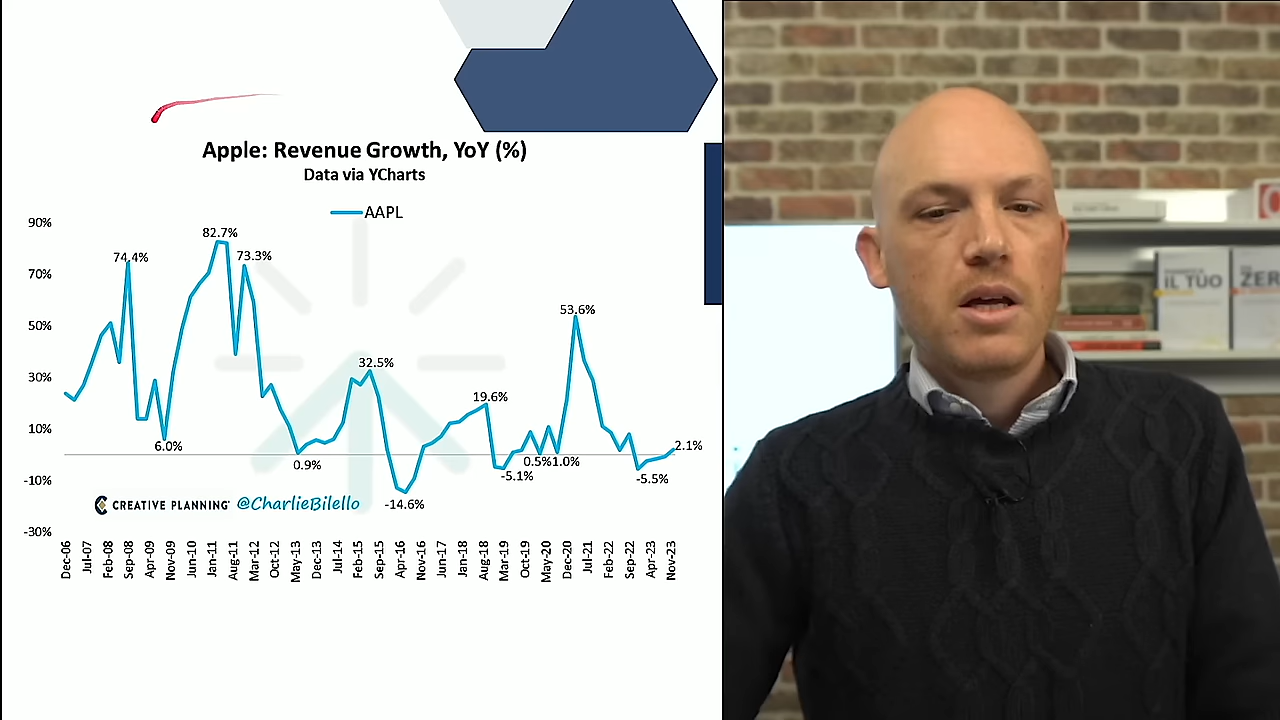 Apple: Revenue Growth, YoY (%)
Data via YCharts
AAPL
90%
70%
50%
30%
10%
-10%
-30%
74.4%
6.0%
82.7%
73.3%
0.9%
32.5%
-14.6%
19.6%
-5.1%
0.5%
1.0%
53.6%
-5.5%
2.1%
CREATIVE PLANNING
@CharlieBilello
Dec-06
Jul-07
Feb-08
Sep-08
Apr-09
Nov-09
Jun-10
Jan-11
Aug-11
Mar-12
Oct-12
May-13
Dec-13
Jul-14
Feb-15
Sep-15
Apr-16
Nov-16
Jun-17
Jan-18
Aug-18
Mar-19
Oct-19
May-20
Dec-20
Jul-21
Feb-22
Sep-22
Apr-23
Nov-23
IL TUO
ZER